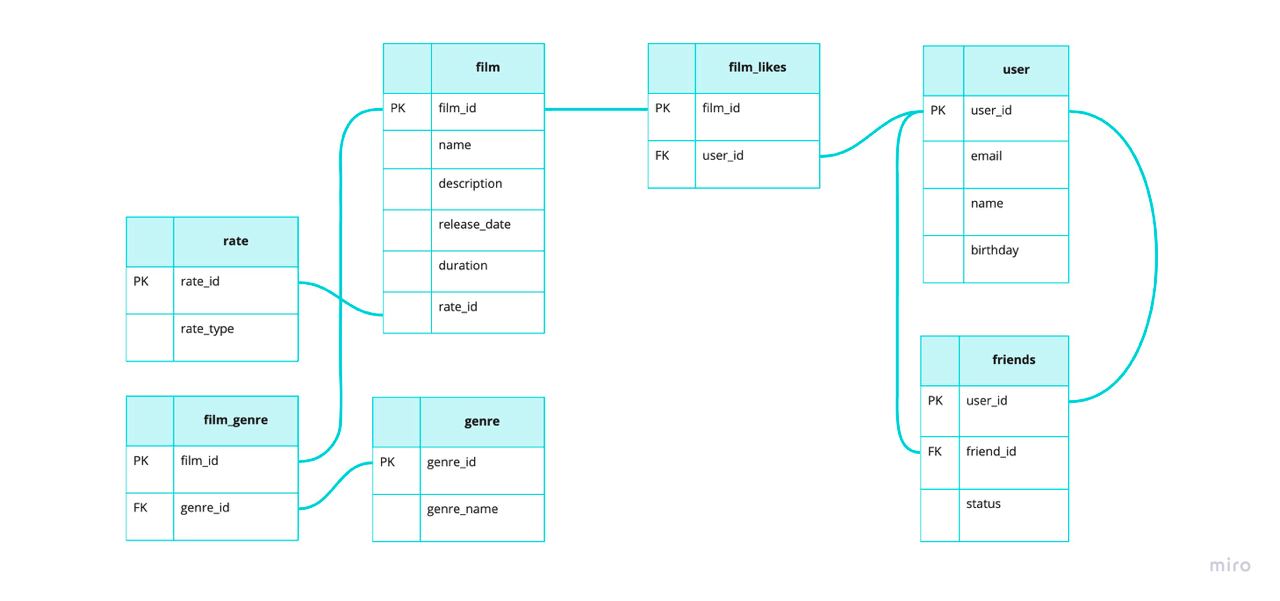 film
PK film_id
name
description
release_date
duration
rate_id
film_likes
PK film_id
FK user_id
user
PK user_id
email
name
birthday
rate
PK rate_id
rate_type
friends
PK user_id
FK friend_id
status
film_genre
PK film_id
FK genre_id
genre
PK genre_id
genre_name
miro